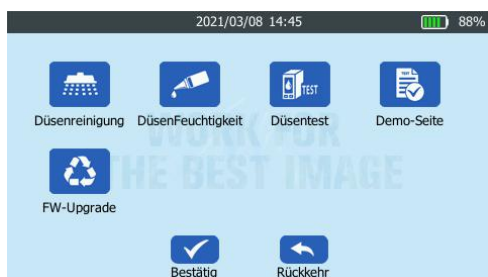 2021/03/08 14:45 88%
TEST
Düsenreinigung DüsenFeuchtigkeit Düsentest Demo-Seite
WORK FOR
THE BEST IMAGE
FW-Upgrade
Bestätig Rückkehr